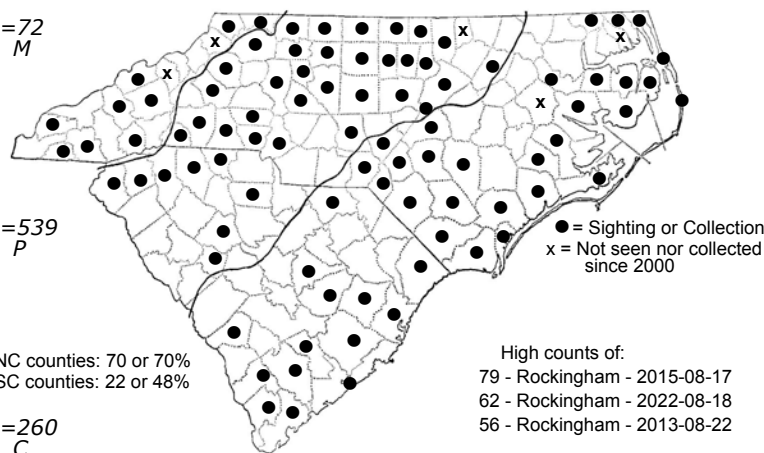 =72
M
=539
P
● = Sighting or Collection
x = Not seen nor collected
since 2000
NC counties: 70 or 70%
SC counties: 22 or 48%
High counts of:
79 - Rockingham - 2015-08-17
62 - Rockingham - 2022-08-18
56 - Rockingham - 2013-08-22
=260
C
x
x
x
x
x